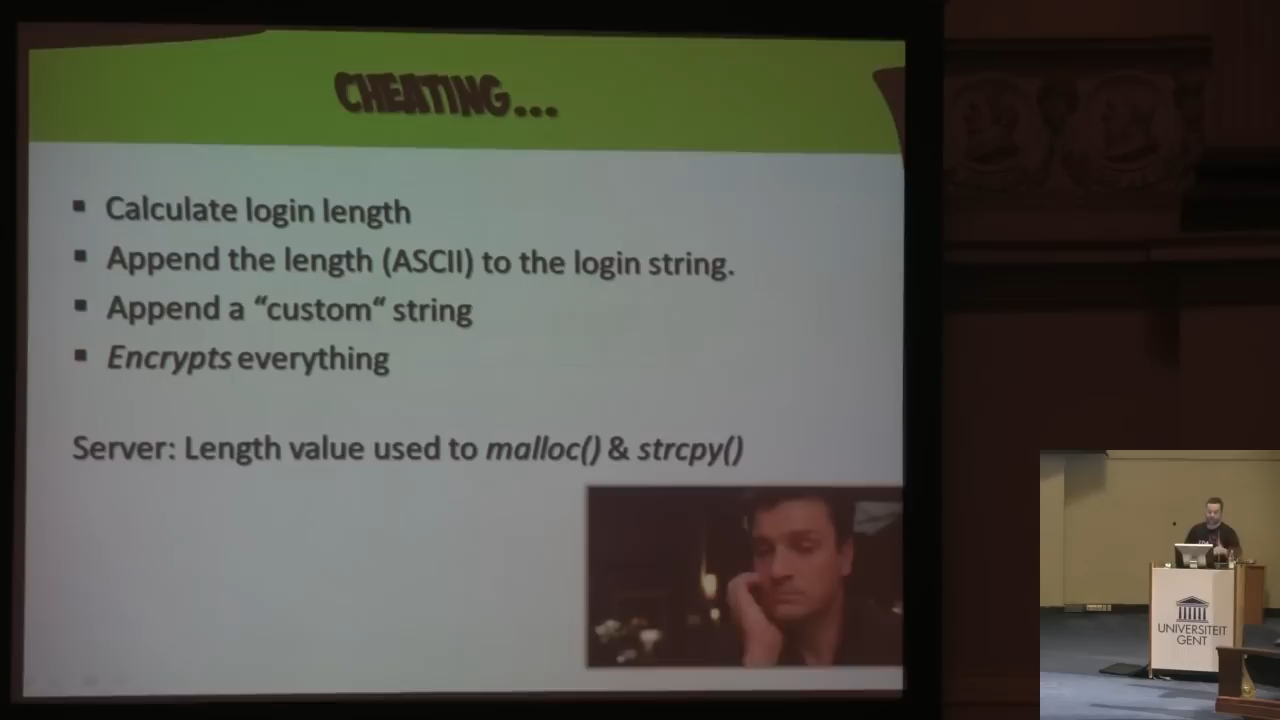 CHEATING...
▪ Calculate login length
▪ Append the length (ASCII) to the login string.
▪ Append a “custom“ string
▪ Encrypts everything
Server: Length value used to malloc() & strcpy()
UNIVERSITEIT
GENT